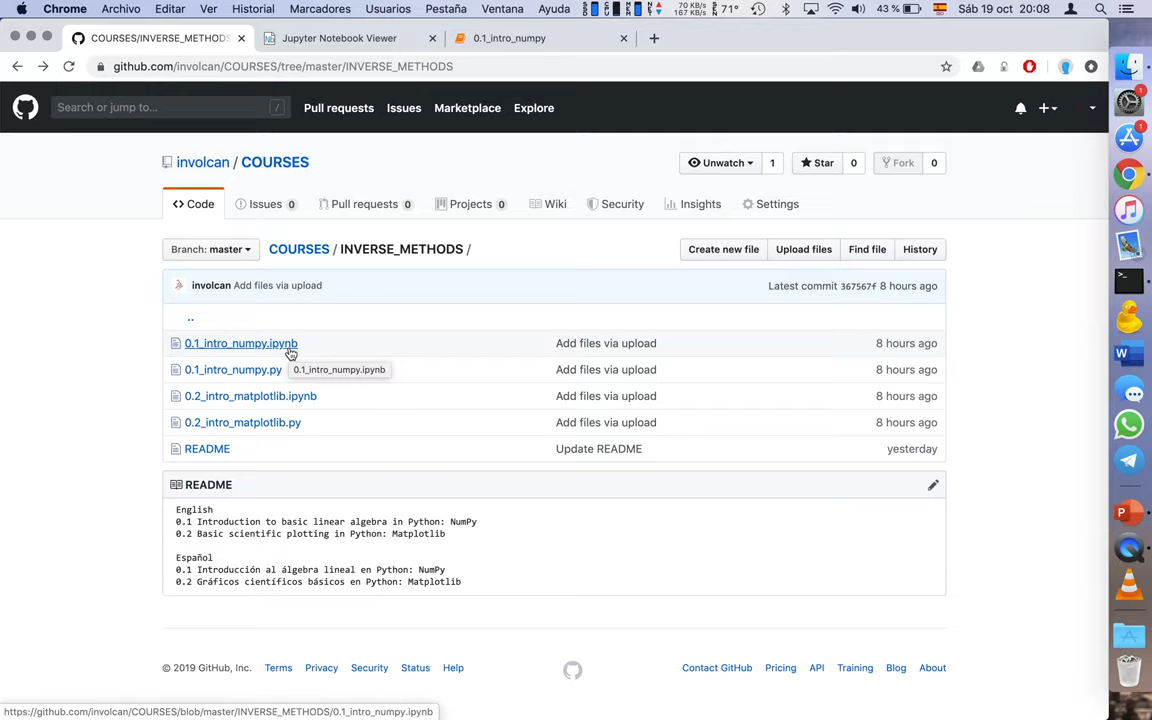 Chrome Archivo Editar Ver Historial Marcadores Usuarios Pestaña Ventana Ayuda 70 KB/s 167 KB/s 71° 43 % Sáb 19 oct 20:08
COURSES/INVERSE_METHODS Jupyter Notebook Viewer 0.1_intro_numpy
github.com/involcan/COURSES/tree/master/INVERSE_METHODS
Search or jump to... / Pull requests Issues Marketplace Explore
involcan / COURSES Unwatch 1 Star 0 Fork 0
Code Issues 0 Pull requests 0 Projects 0 Wiki Security Insights Settings
Branch: master COURSES / INVERSE_METHODS / Create new file Upload files Find file History
involcan Add files via upload Latest commit 367567f 8 hours ago
..
0.1_intro_numpy.ipynb Add files via upload 8 hours ago
0.1_intro_numpy.py 0.1_intro_numpy.ipynb Add files via upload 8 hours ago
0.2_intro_matplotlib.ipynb Add files via upload 8 hours ago
0.2_intro_matplotlib.py Add files via upload 8 hours ago
README Update README yesterday
README
English
0.1 Introduction to basic linear algebra in Python: NumPy
0.2 Basic scientific plotting in Python: Matplotlib
Español
0.1 Introducción al álgebra lineal en Python: NumPy
0.2 Gráficos científicos básicos en Python: Matplotlib
© 2019 GitHub, Inc. Terms Privacy Security Status Help Contact GitHub Pricing API Training Blog About
https://github.com/involcan/COURSES/blob/master/INVERSE_METHODS/0.1_intro_numpy.ipynb